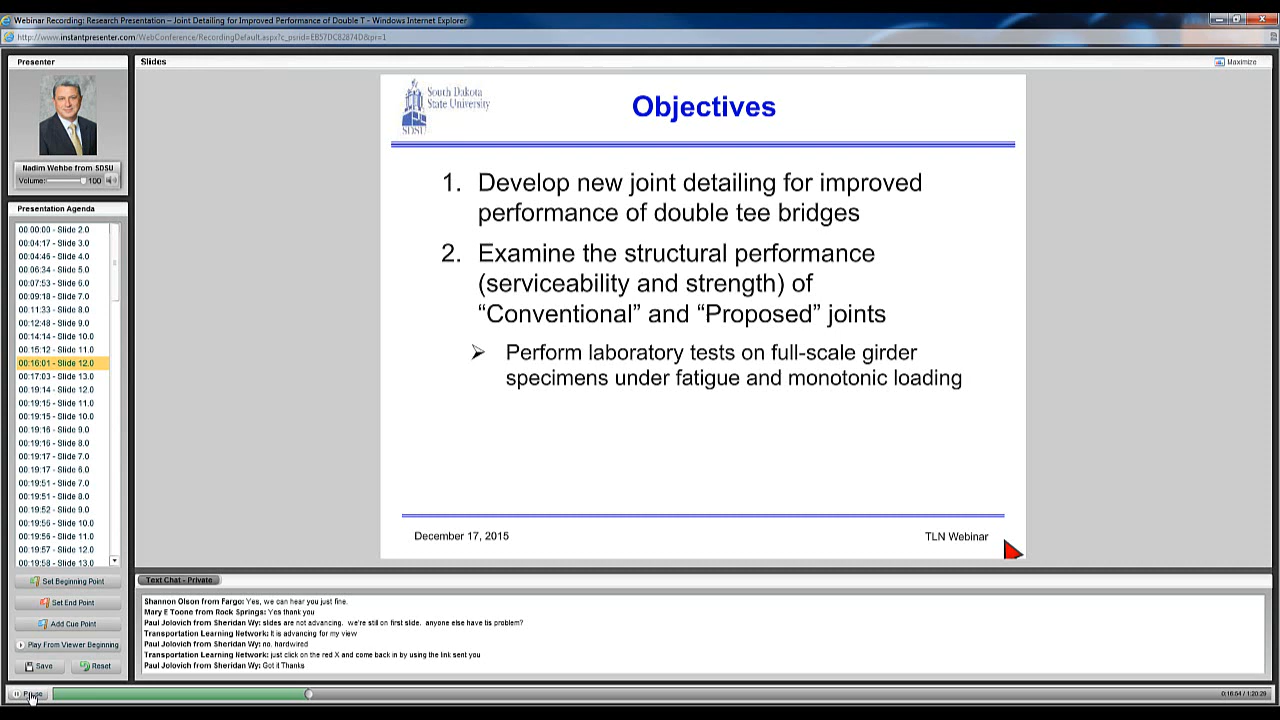 Webinar Recording: Research Presentation – Joint Detailing for Improved Performance of Double T - Windows Internet Explorer
http://www.instantpresenter.com/WebConference/RecordingDefault.aspx?c_psrid=EB57DC82874D&pr=1
Presenter
Nadim Wehbe from SDSU
Volume: 100
Presentation Agenda
00:00:00 - Slide 2.0
00:04:17 - Slide 3.0
00:04:45 - Slide 4.0
00:06:34 - Slide 5.0
00:07:53 - Slide 6.0
00:09:18 - Slide 7.0
00:11:33 - Slide 8.0
00:12:48 - Slide 9.0
00:14:14 - Slide 10.0
00:15:12 - Slide 11.0
00:16:01 - Slide 12.0
00:17:03 - Slide 13.0
00:19:14 - Slide 12.0
00:19:15 - Slide 11.0
00:19:15 - Slide 10.0
00:19:16 - Slide 9.0
00:19:16 - Slide 8.0
00:19:17 - Slide 7.0
00:19:17 - Slide 6.0
00:19:51 - Slide 7.0
00:19:51 - Slide 8.0
00:19:52 - Slide 9.0
00:19:56 - Slide 10.0
00:19:56 - Slide 11.0
00:19:57 - Slide 12.0
00:19:58 - Slide 13.0
Set Beginning Point
Set End Point
Add Cue Point
Play From Viewer Beginning
Save Reset
Slides
Maximize
South Dakota
State University
SDSU
Objectives
1. Develop new joint detailing for improved
performance of double tee bridges
2. Examine the structural performance
(serviceability and strength) of
“Conventional” and “Proposed” joints
Perform laboratory tests on full-scale girder
specimens under fatigue and monotonic loading
December 17, 2015
TLN Webinar
Text Chat - Private
Shannon Olson from Fargo: Yes, we can hear you just fine.
Mary E Toone from Rock Springs: Yes thank you
Paul Jolovich from Sheridan Wy: slides are not advancing. we're still on first slide. anyone else have tis problem?
Transportation Learning Network: It is advancing for my view
Paul Jolovich from Sheridan Wy: no. hardwired
Transportation Learning Network: just click on the red X and come back in by using the link sent you
Paul Jolovich from Sheridan Wy: Got it Thanks
Pause
0:16:54 / 1:20:29